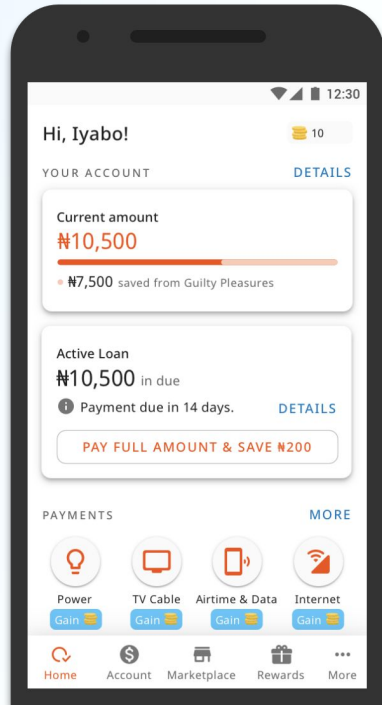 12:30
Hi, Iyabo!
10
YOUR ACCOUNT DETAILS
Current amount
₦10,500
₦7,500 saved from Guilty Pleasures
Active Loan
₦10,500 in due
Payment due in 14 days. DETAILS
PAY FULL AMOUNT & SAVE ₦200
PAYMENTS MORE
Power TV Cable Airtime & Data Internet
Gain Gain Gain Gain
Home Account Marketplace Rewards More